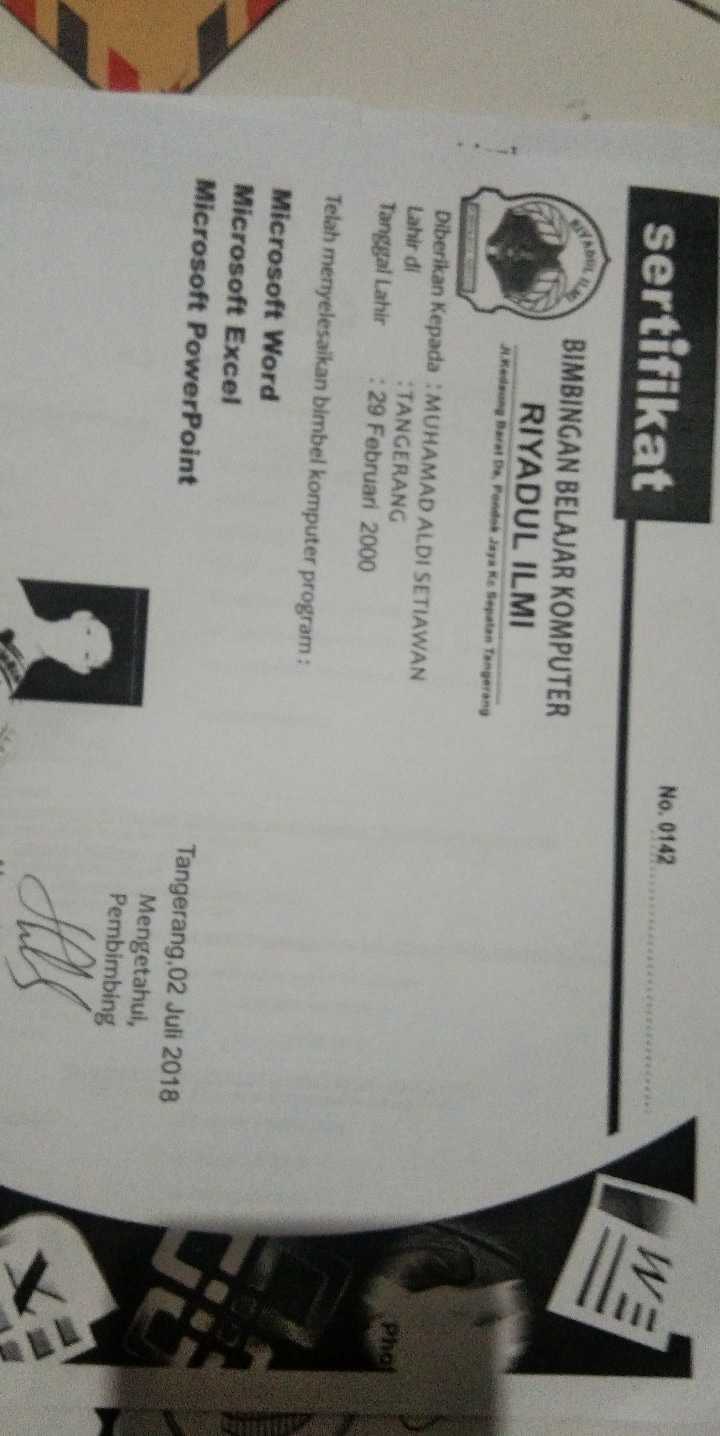 sertifikat
No. 0142
RIYADUL ILMI
BIMBINGAN BELAJAR KOMPUTER
RIYADUL ILMI
Jl.Kedaung Barat Ds. Pondok Jaya Kc Sepatan Tangerang
Diberikan Kepada : MUHAMAD ALDI SETIAWAN
Lahir di : TANGERANG
Tanggal Lahir : 29 Februari 2000
Telah menyelesaikan bimbel komputer program :
Microsoft Word
Microsoft Excel
Microsoft PowerPoint
Tangerang,02 Juli 2018
Mengetahui,
Pembimbing
W
Pho
X